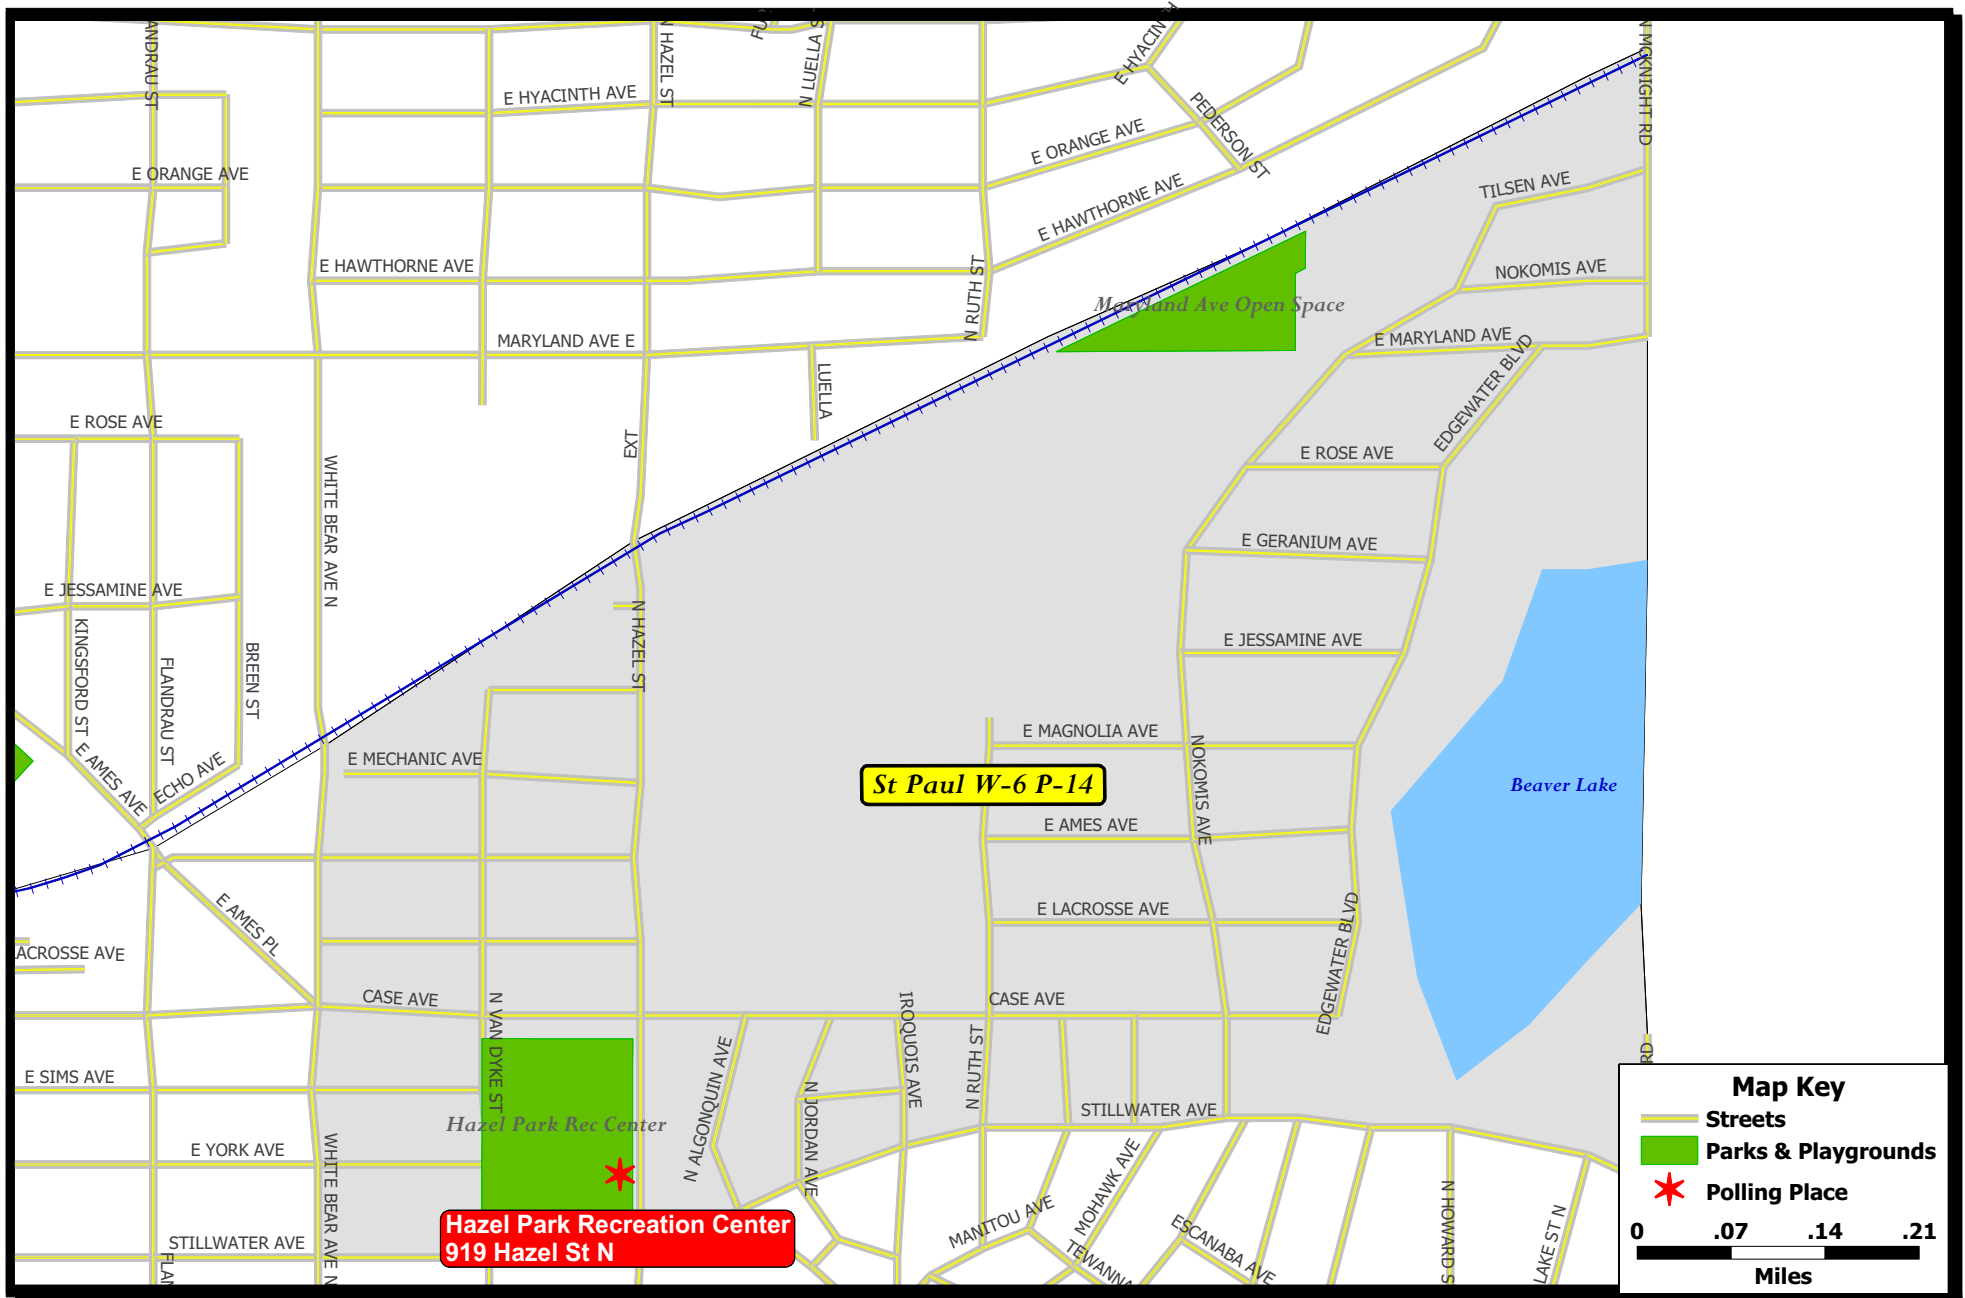 ANDRAU ST
N HAZEL ST
N LUELLA S
E HYACINTH
N MCKNIGHT RD
E HYACINTH AVE
PEDERSON ST
E ORANGE AVE
E ORANGE AVE
TILSEN AVE
E HAWTHORNE AVE
E HAWTHORNE AVE
NOKOMIS AVE
N RUTH ST
Maryland Ave Open Space
MARYLAND AVE E
E MARYLAND AVE
LUELLA
EDGEWATER BLVD
E ROSE AVE
EXT
E ROSE AVE
WHITE BEAR AVE N
E GERANIUM AVE
E JESSAMINE AVE
N HAZEL ST
E JESSAMINE AVE
KINGSFORD ST
FLANDRAU ST
BREEN ST
E MAGNOLIA AVE
E MECHANIC AVE
NOKOMIS AVE
E AMES AVE
ECHO AVE
St Paul W-6 P-14
Beaver Lake
E AMES AVE
E AMES PL
E LACROSSE AVE
ACROSSE AVE
EDGEWATER BLVD
CASE AVE
CASE AVE
N VAN DYKE ST
IROQUOIS AVE
N RUTH ST
N ALGONQUIN AVE
N JORDAN AVE
E SIMS AVE
STILLWATER AVE
Hazel Park Rec Center
E YORK AVE
WHITE BEAR AVE N
MOHAWK AVE
MANITOU AVE
TEWANNA
ESCANABA AVE
N HOWARD S
LAKE ST N
STILLWATER AVE
FLAN
Hazel Park Recreation Center
919 Hazel St N
RD
Map Key
Streets
Parks & Playgrounds
Polling Place
0 .07 .14 .21
Miles